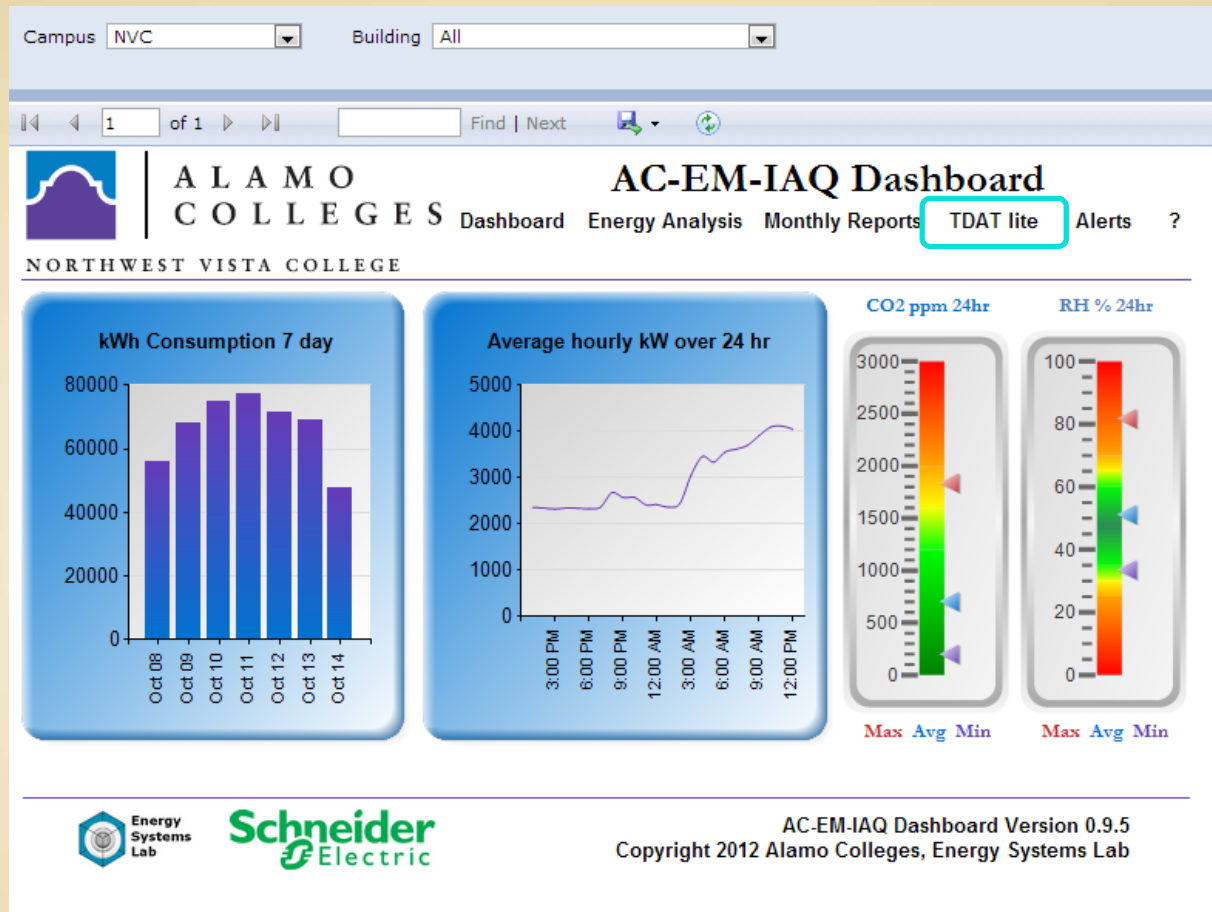 Campus NVC Building All
1 of 1 Find | Next
ALAMO
COLLEGES
NORTHWEST VISTA COLLEGE
AC-EM-IAQ Dashboard
Dashboard Energy Analysis Monthly Reports TDAT lite Alerts ?
kWh Consumption 7 day
80000
60000
40000
20000
0
Oct 08 Oct 09 Oct 10 Oct 11 Oct 12 Oct 13 Oct 14
Average hourly kW over 24 hr
5000
4000
3000
2000
1000
0
3:00 PM 6:00 PM 9:00 PM 12:00 AM 3:00 AM 6:00 AM 9:00 AM 12:00 PM
CO2 ppm 24hr
3000
2500
2000
1500
1000
500
0
Max Avg Min
RH % 24hr
100
80
60
40
20
0
Max Avg Min
Energy
Systems
Lab
Schneider
Electric
AC-EM-IAQ Dashboard Version 0.9.5
Copyright 2012 Alamo Colleges, Energy Systems Lab